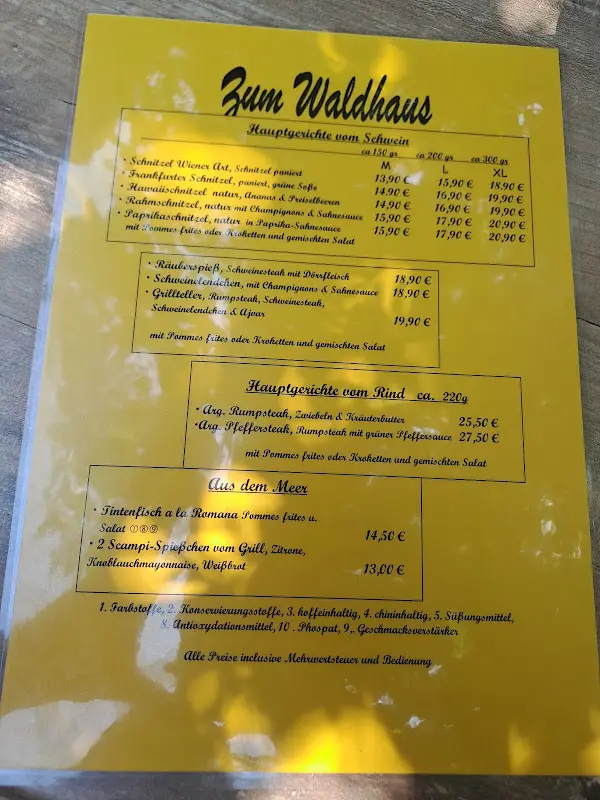 Zum Waldhaus
Hauptgerichte vom Schwein
ca 150 gr ca 200 gr ca 300 gr
M L XL
· Schnitzel Wiener Art, Schnitzel paniert 13,90 € 15,90 € 18,90 €
· Frankfurter Schnitzel, paniert, grüne Soße 14,90 € 16,90 € 19,90 €
· Hawaiischnitzel natur, Ananas & Preiselbeeren 14,90 € 16,90 € 19,90 €
· Rahmschnitzel, natur mit Champignons & Sahnesauce 15,90 € 17,90 € 20,90 €
· Paprikaschnitzel, natur in Paprika-Sahnesauce 15,90 € 17,90 € 20,90 €
mit Pommes frites oder Kroketten und gemischten Salat
· Räuberspieß, Schweinesteak mit Dörrfleisch 18,90 €
· Schweinelendchen, mit Champignons & Sahnesauce 18,90 €
· Grillteller, Rumpsteak, Schweinesteak,
Schweinelendchen & Ajvar 19,90 €
mit Pommes frites oder Kroketten und gemischten Salat
Hauptgerichte vom Rind ca. 220g
· Arg. Rumpsteak, Zwiebeln & Kräuterbutter 25,50 €
· Arg. Pfeffersteak, Rumpsteak mit grüner Pfeffersauce 27,50 €
mit Pommes frites oder Kroketten und gemischten Salat
Aus dem Meer
· Tintenfisch a la Romana Pommes frites u.
Salat ①⑧⑨ 14,50 €
· 2 Scampi-Spießchen vom Grill, Zitrone,
Knoblauchmayonnaise, Weißbrot 13,00 €
1. Farbstoffe, 2. Konservierungsstoffe, 3. koffeinhaltig, 4. chininhaltig, 5. Süßungsmittel,
8. Antioxydationsmittel, 10 . Phospat, 9,. Geschmacksverstärker
Alle Preise inclusive Mehrwertsteuer und Bedienung